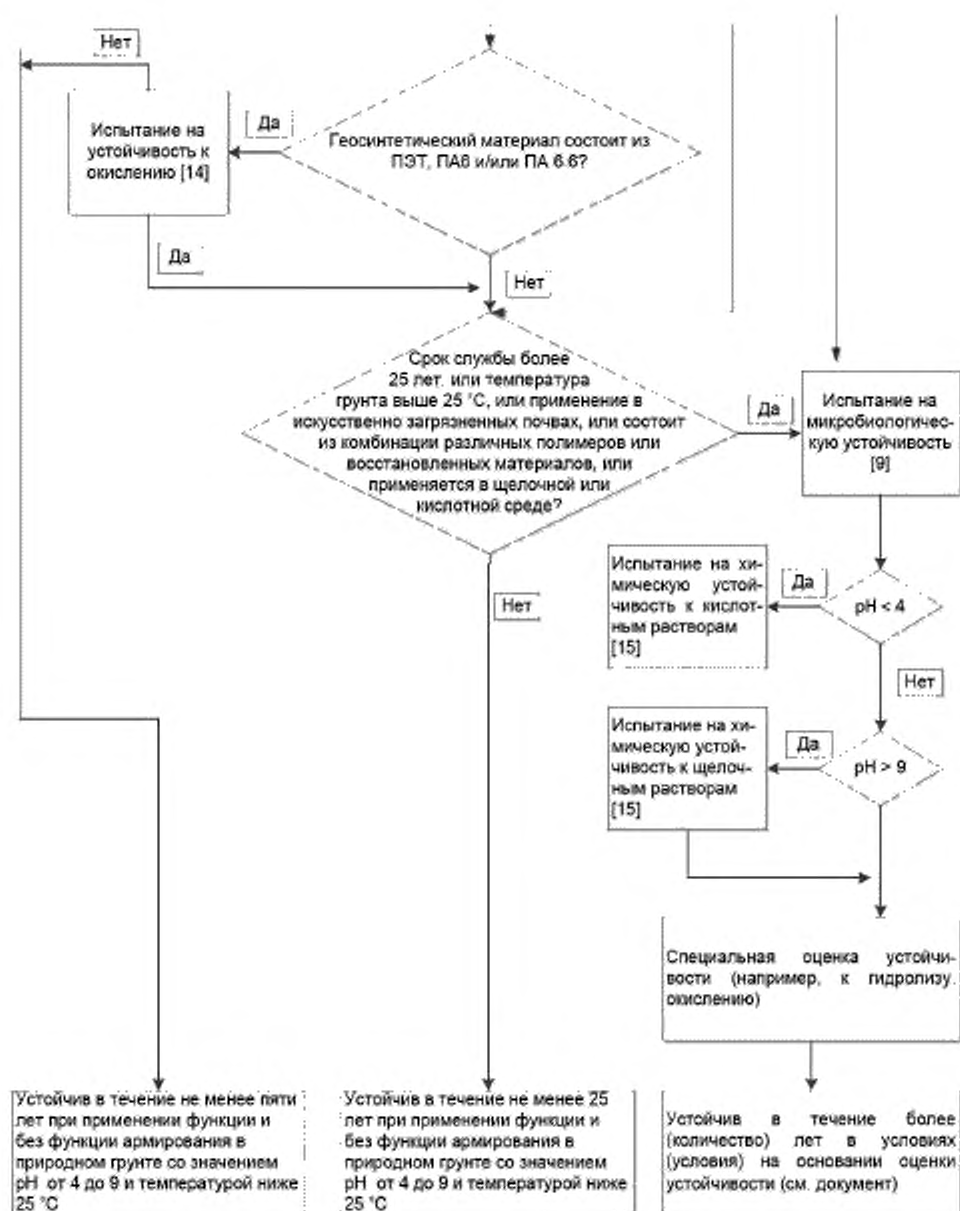 Нет
Испытание на
устойчивость к
окислению [14]
Да
Геосинтетический материал состоит из
ПЭТ, ПА6 и/или ПА 6.6?
Да
Нет
Срок службы более
25 лет. или температура
грунта выше 25 °C, или применение в
искусственно загрязненных почвах, или состоит
из комбинации различных полимеров или
восстановленных материалов, или
применяется в щелочной или
кислотной среде?
Да
Испытание на
микробиологичес-
кую устойчивость
[9]
Нет
Испытание на хи-
мическую устой-
чивость к кислот-
ным растворам
[15]
Да
pH < 4
Нет
Испытание на хи-
мическую устой-
чивость к щелоч-
ным растворам
[15]
Да
pH > 9
Специальная оценка устойчи-
вости (например, к гидролизу.
окислению)
Устойчив в течение не менее пяти
лет при применении функции и
без функции армирования в
природном грунте со значением
pH от 4 до 9 и температурой ниже
25 °C
Устойчив в течение не менее 25
лет при применении функции и
без функции армирования в
природном грунте со значением
pH от 4 до 9 и температурой ниже
25 °C
Устойчив в течение более
(количество) лет в условиях
(условия) на основании оценки
устойчивости (см. документ)